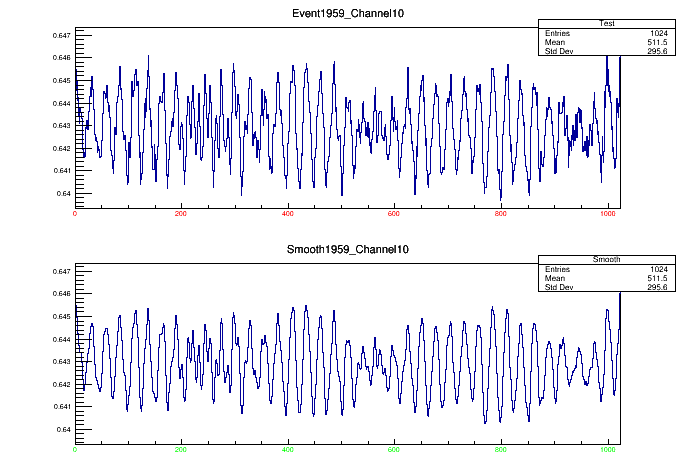 Event1959_Channel10
Test
Entries 1024
Mean 511.5
Std Dev 295.6
0.647
0.646
0.645
0.644
0.643
0.642
0.641
0.64
0 200 400 600 800 1000
Smooth1959_Channel10
Smooth
Entries 1024
Mean 511.5
Std Dev 295.6
0.647
0.646
0.645
0.644
0.643
0.642
0.641
0.64
0 200 400 600 800 1000